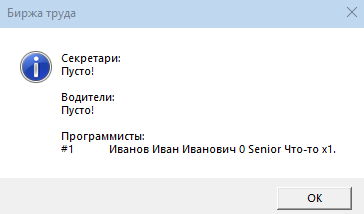 Биржа труда
Секретари:
Пусто!
Водители:
Пусто!
Программисты:
#1 Иванов Иван Иванович 0 Senior Что-то x1.
OK